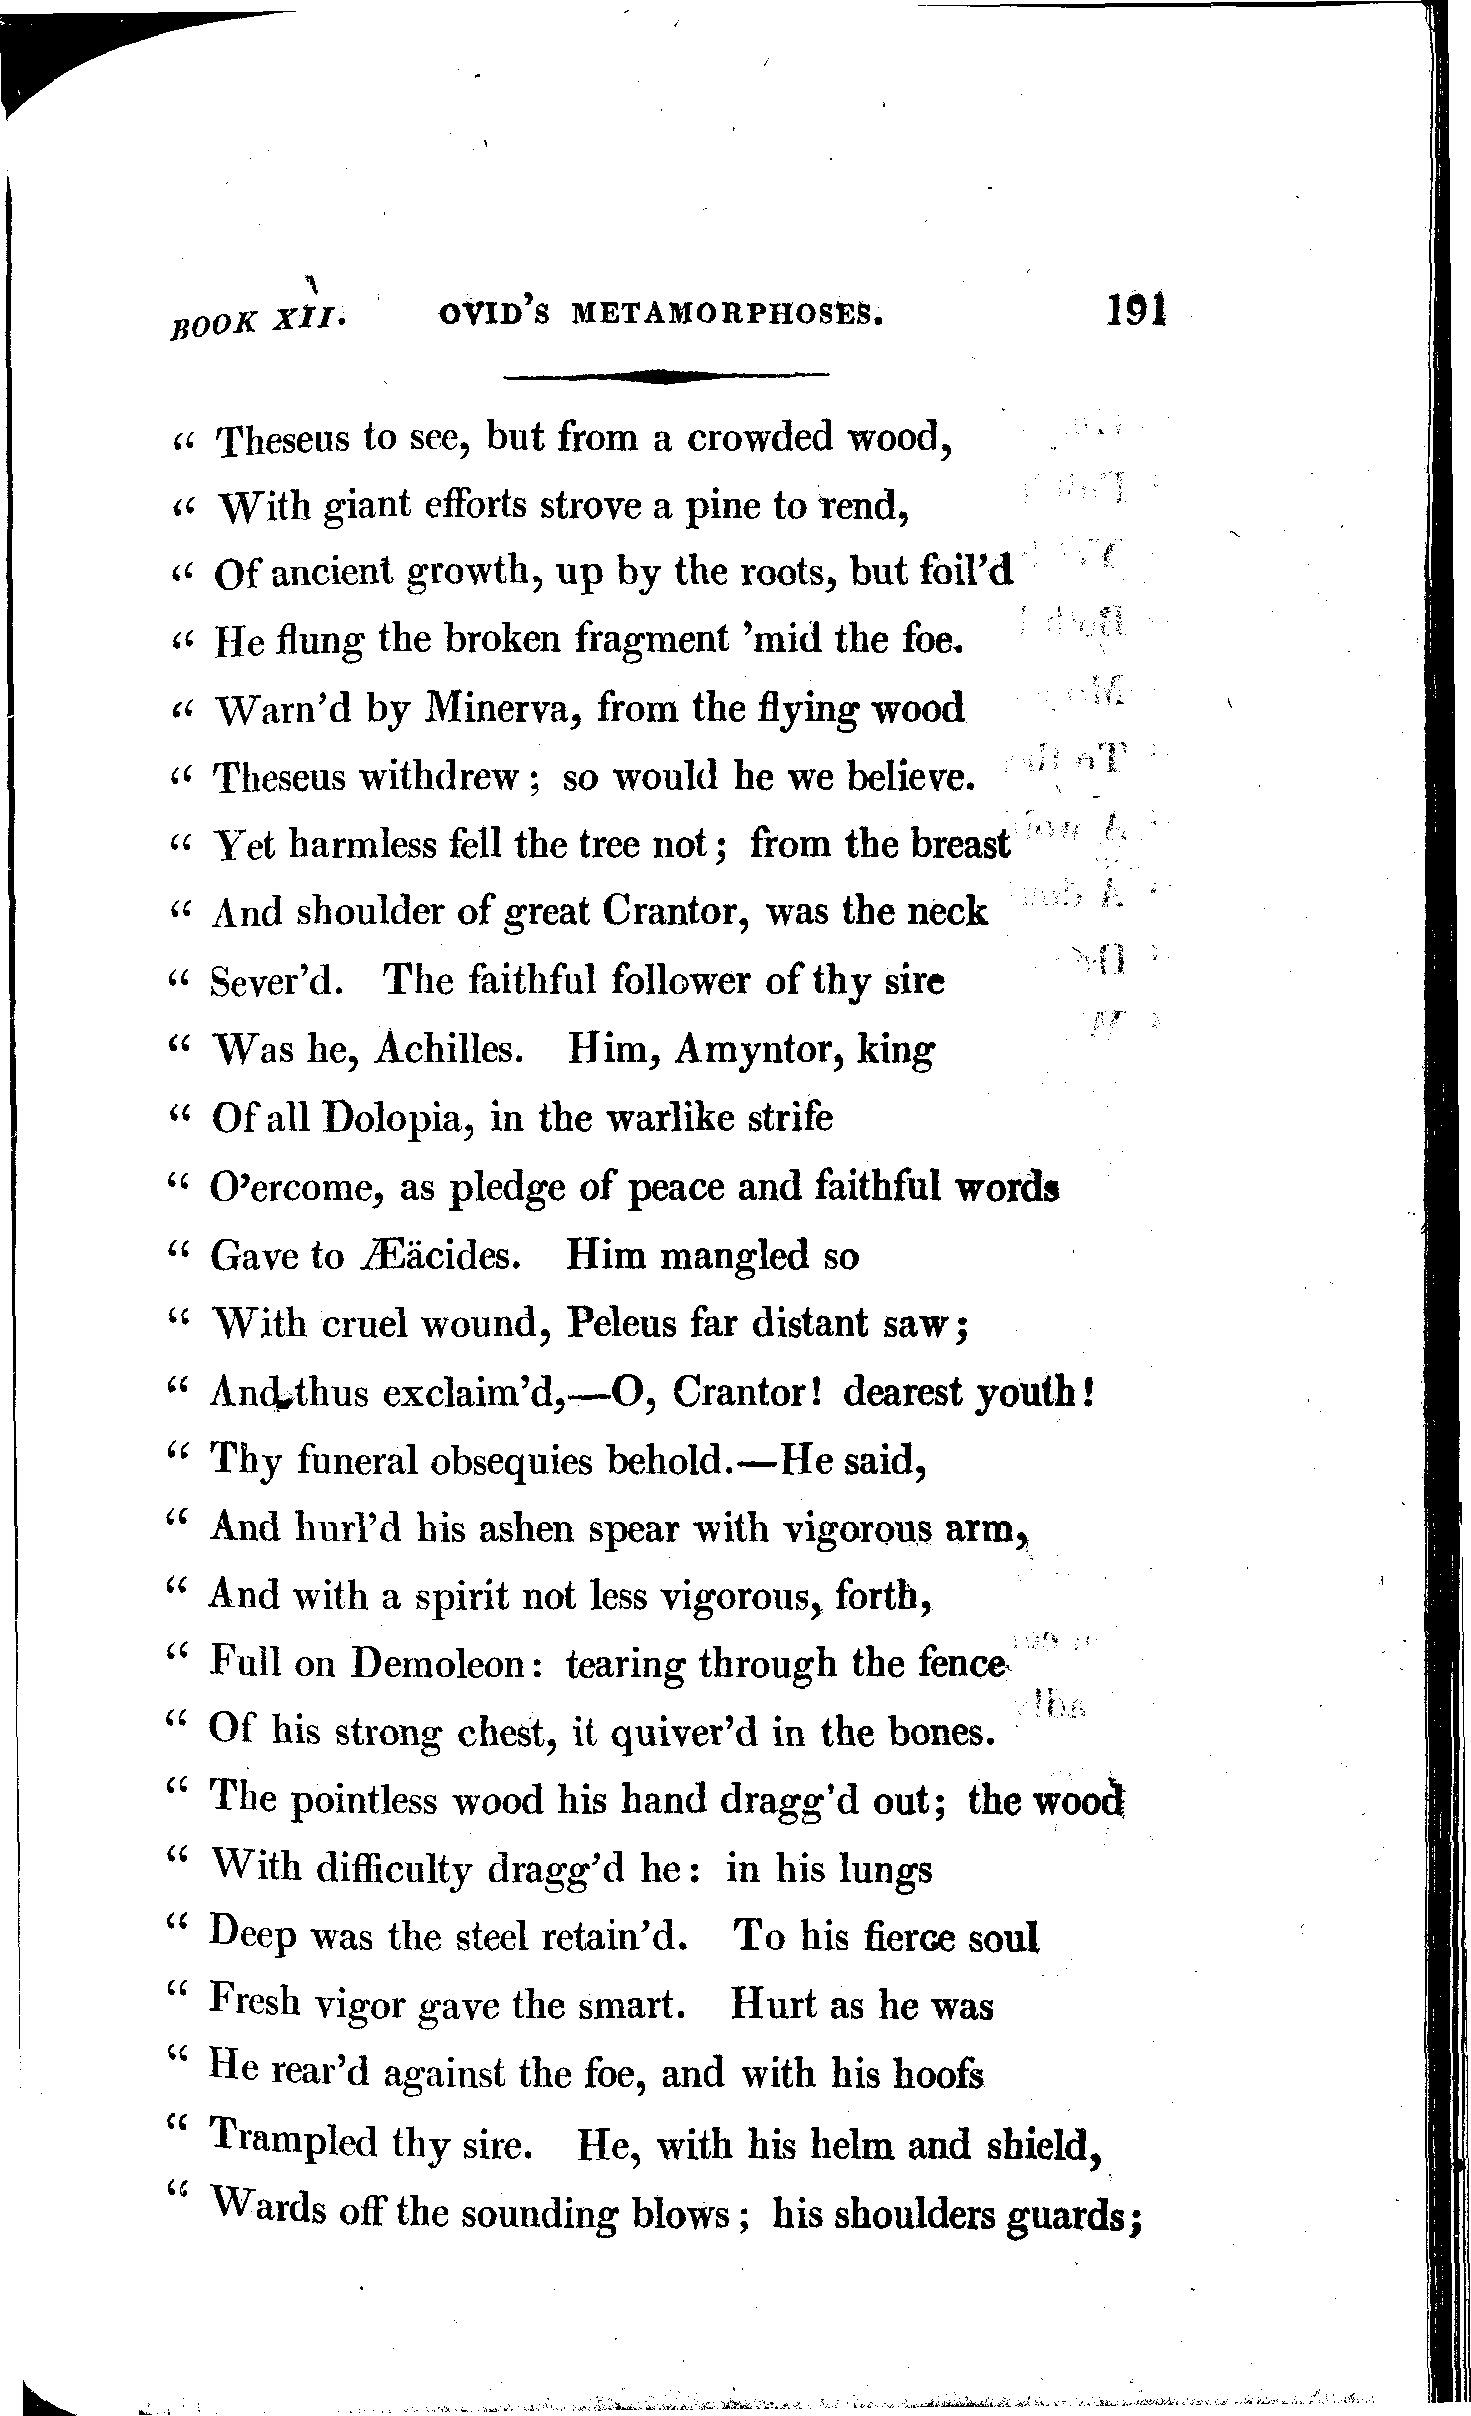 BOOK XII. OVID'S METAMORPHOSES. 191
“ Theseus to see, but from a crowded wood,
“ With giant efforts strove a pine to rend,
“ Of ancient growth, up by the roots, but foil'd
“ He flung the broken fragment 'mid the foe.
“ Warn'd by Minerva, from the flying wood
“ Theseus withdrew; so would he we believe.
“ Yet harmless fell the tree not; from the breast
“ And shoulder of great Crantor, was the neck
“ Sever'd. The faithful follower of thy sire
“ Was he, Achilles. Him, Amyntor, king
“ Of all Dolopia, in the warlike strife
“ O'ercome, as pledge of peace and faithful words
“ Gave to Æäcides. Him mangled so
“ With cruel wound, Peleus far distant saw;
“ And thus exclaim'd,—O, Crantor! dearest youth!
“ Thy funeral obsequies behold.—He said,
“ And hurl'd his ashen spear with vigorous arm,
“ And with a spirit not less vigorous, forth,
“ Full on Demoleon: tearing through the fence
“ Of his strong chest, it quiver'd in the bones.
“ The pointless wood his hand dragg'd out; the wood
“ With difficulty dragg'd he: in his lungs
“ Deep was the steel retain'd. To his fierce soul
“ Fresh vigor gave the smart. Hurt as he was
“ He rear'd against the foe, and with his hoofs
“ Trampled thy sire. He, with his helm and shield,
“ Wards off the sounding blows; his shoulders guards;